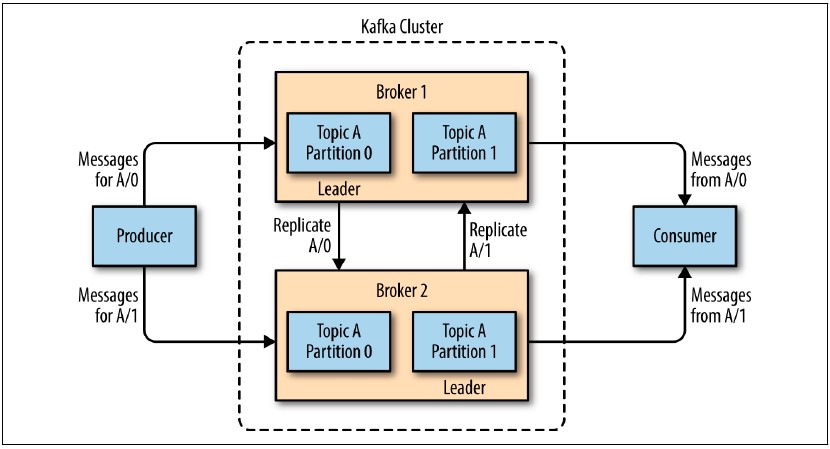 Kafka Cluster
Broker 1
Topic A
Partition 0
Topic A
Partition 1
Leader
Messages
for A/0
Messages
from A/0
Producer
Replicate
A/0
Replicate
A/1
Consumer
Messages
for A/1
Messages
from A/1
Broker 2
Topic A
Partition 0
Topic A
Partition 1
Leader